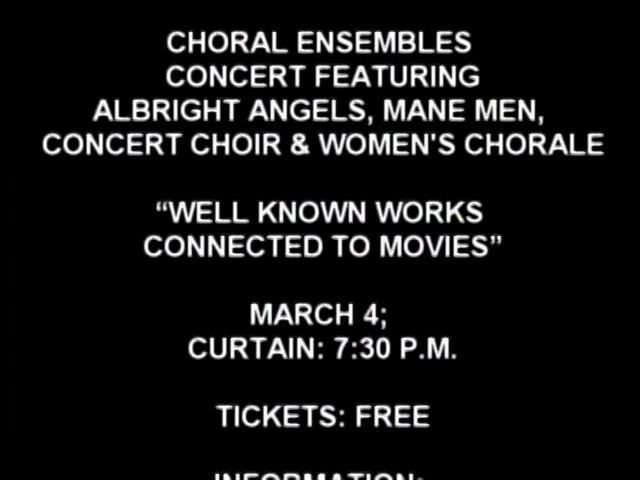 CHORAL ENSEMBLES
CONCERT FEATURING
ALBRIGHT ANGELS, MANE MEN,
CONCERT CHOIR & WOMEN'S CHORALE
“WELL KNOWN WORKS
CONNECTED TO MOVIES”
MARCH 4;
CURTAIN: 7:30 P.M.
TICKETS: FREE
INFORMATION: